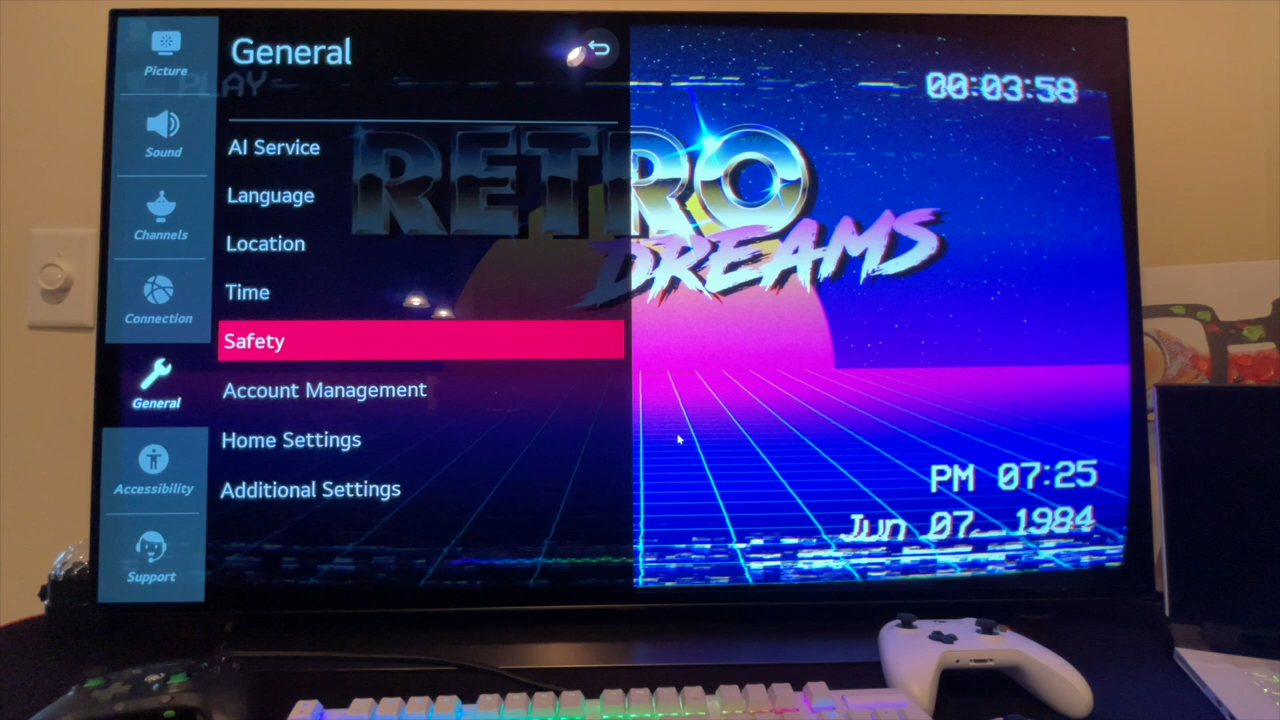 Picture
Sound
Channels
Connection
General
Accessibility
Support
General
AI Service
Language
Location
Time
Safety
Account Management
Home Settings
Additional Settings
PLAY
00:03:58
RETRO
DREAMS
PM 07:25
Jun 07 1984